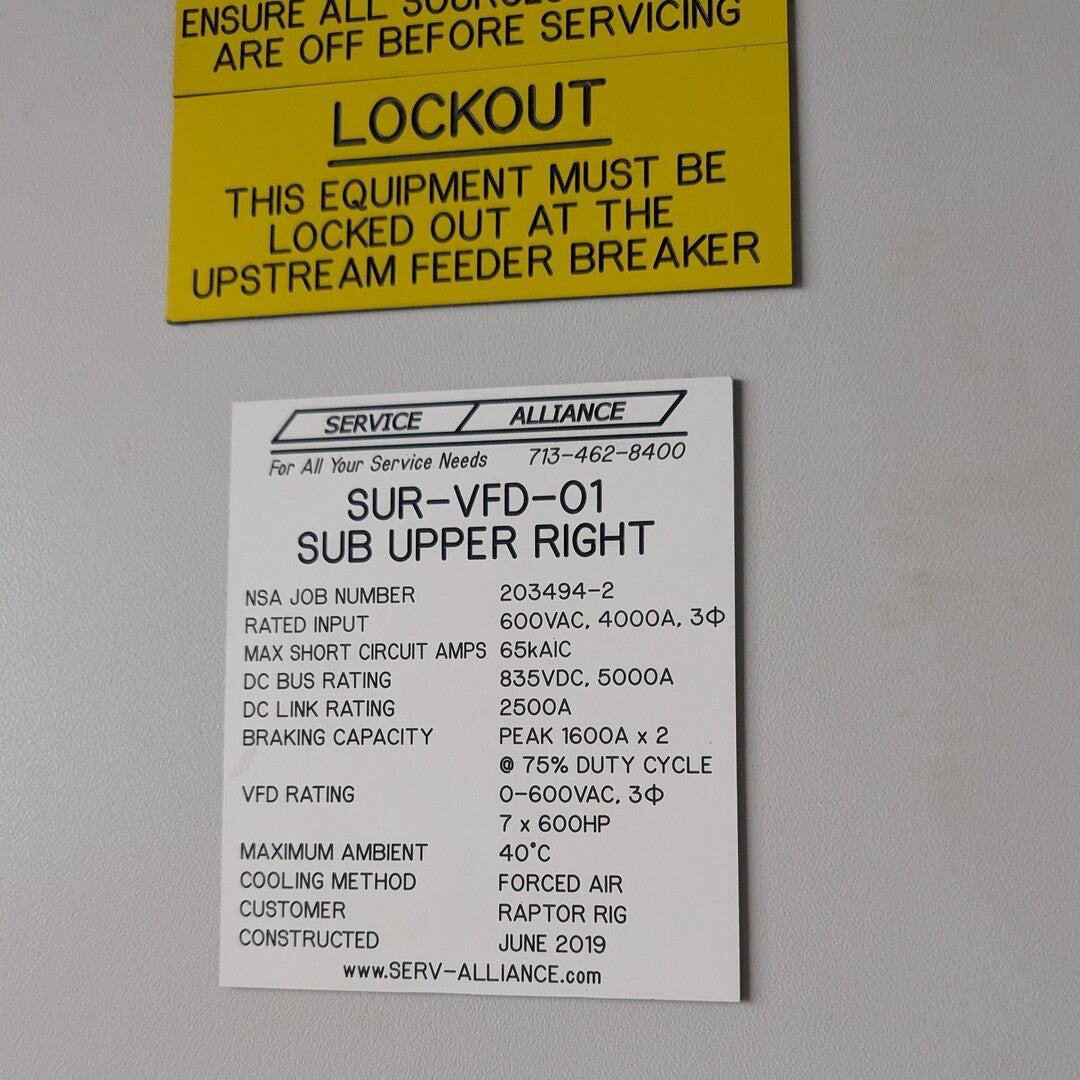 ENSURE ALL SOURCES
ARE OFF BEFORE SERVICING
LOCKOUT
THIS EQUIPMENT MUST BE
LOCKED OUT AT THE
UPSTREAM FEEDER BREAKER
SERVICE ALLIANCE
For All Your Service Needs 713-462-8400
SUR-VFD-01
SUB UPPER RIGHT
NSA JOB NUMBER 203494-2
RATED INPUT 600VAC, 4000A, 3Φ
MAX SHORT CIRCUIT AMPS 65kAIC
DC BUS RATING 835VDC, 5000A
DC LINK RATING 2500A
BRAKING CAPACITY PEAK 1600A x 2
@ 75% DUTY CYCLE
VFD RATING 0-600VAC, 3Φ
7 x 600HP
MAXIMUM AMBIENT 40°C
COOLING METHOD FORCED AIR
CUSTOMER RAPTOR RIG
CONSTRUCTED JUNE 2019
www.SERV-ALLIANCE.com